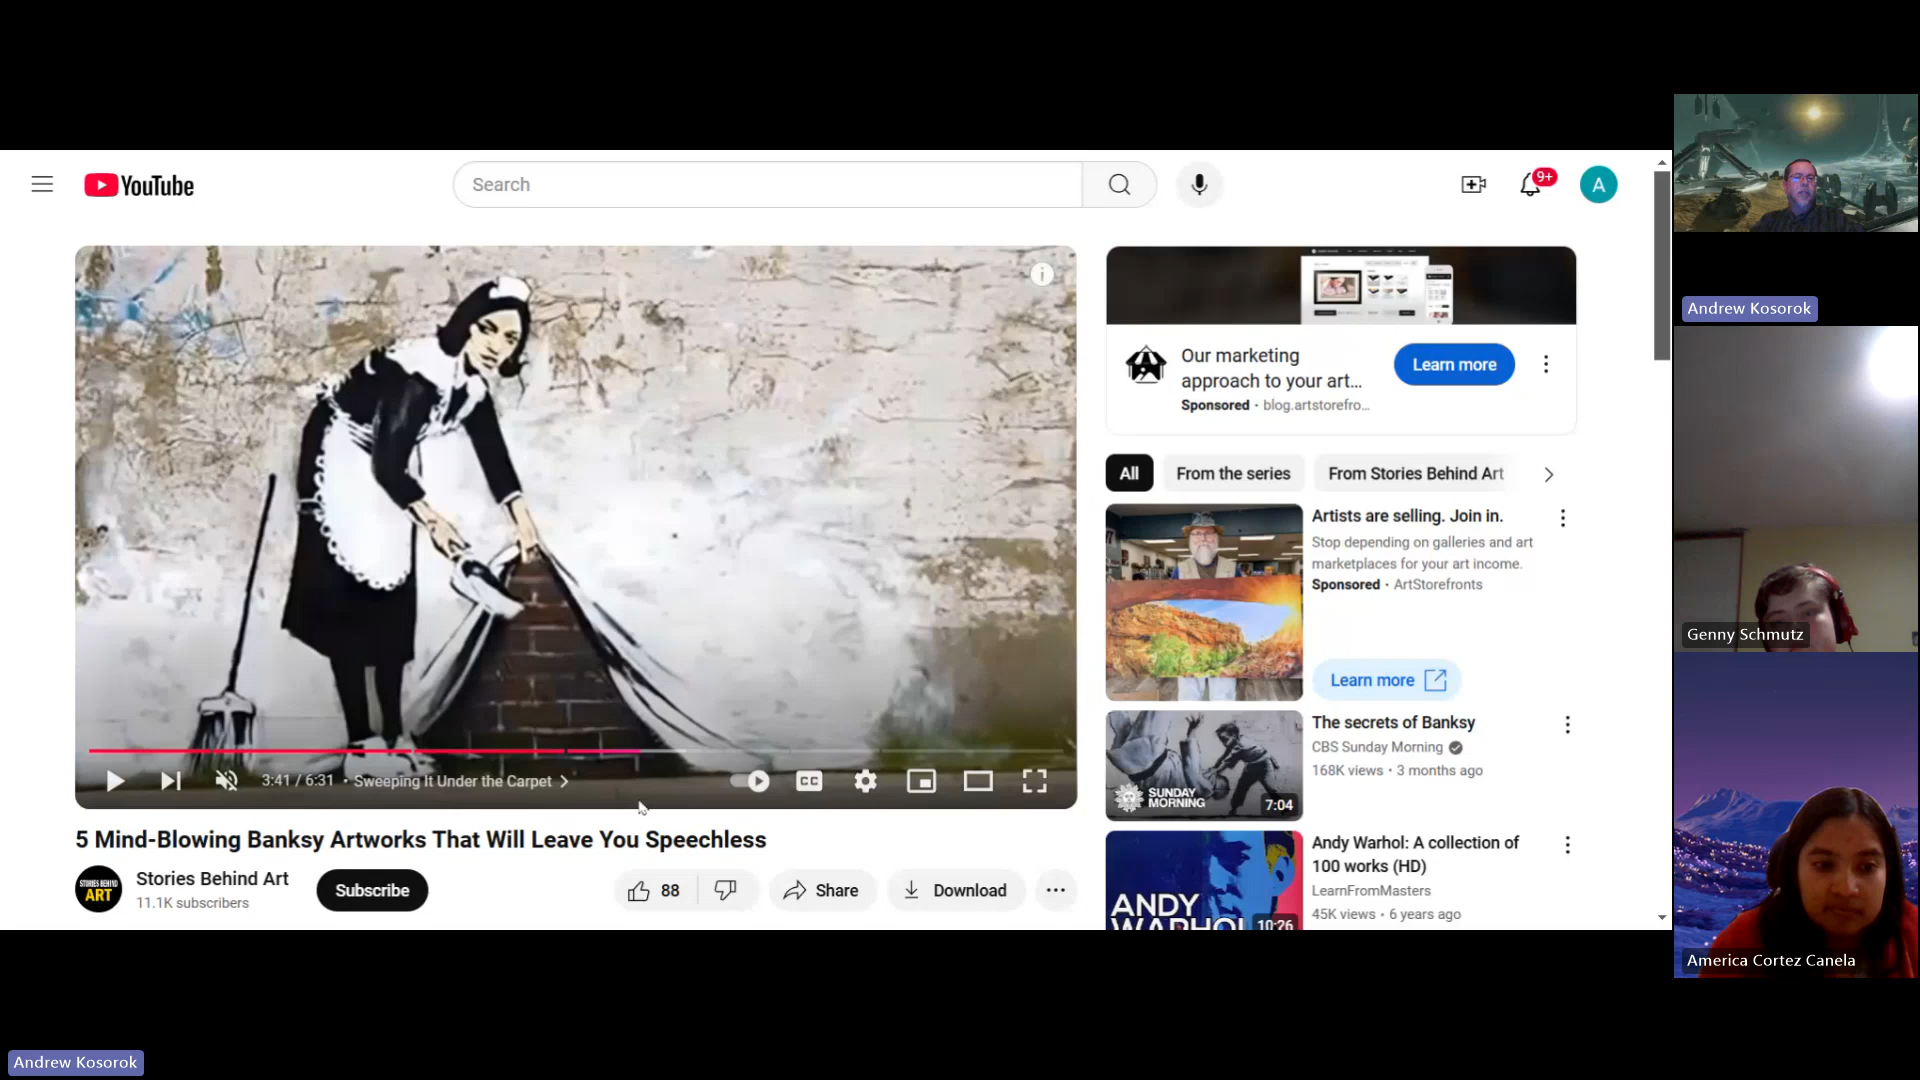 YouTube
Search
9+
A
3:41 / 6:31 • Sweeping It Under the Carpet
CC
5 Mind-Blowing Banksy Artworks That Will Leave You Speechless
STORIES BEHIND
ART
Stories Behind Art
11.1K subscribers
Subscribe
88
Share
Download
Our marketing
approach to your art...
Sponsored • blog.artstorefro...
Learn more
All
From the series
From Stories Behind Art
Artists are selling. Join in.
Stop depending on galleries and art
marketplaces for your art income.
Sponsored • ArtStorefronts
Learn more
SUNDAY
MORNING
7:04
The secrets of Banksy
CBS Sunday Morning
168K views • 3 months ago
ANDY
WARHOL
10:26
Andy Warhol: A collection of
100 works (HD)
LearnFromMasters
45K views • 6 years ago
Andrew Kosorok
Genny Schmutz
America Cortez Canela
Andrew Kosorok